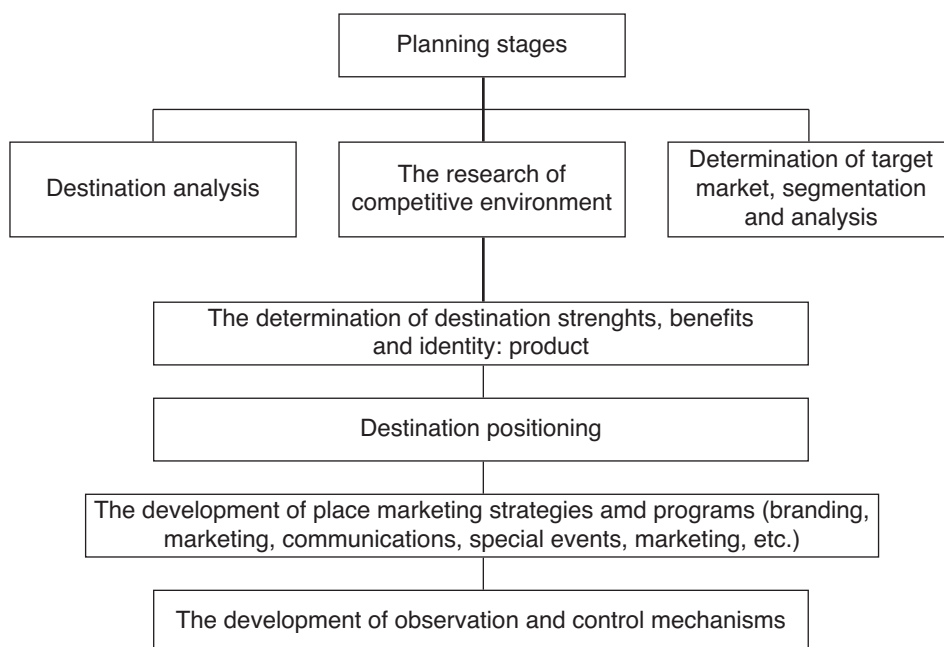 Planning stages
Destination analysis
The research of
competitive environment
Determination of target
market, segmentation
and analysis
The determination of destination strenghts, benefits
and identity: product
Destination positioning
The development of place marketing strategies amd programs (branding,
marketing, communications, special events, marketing, etc.)
The development of observation and control mechanisms